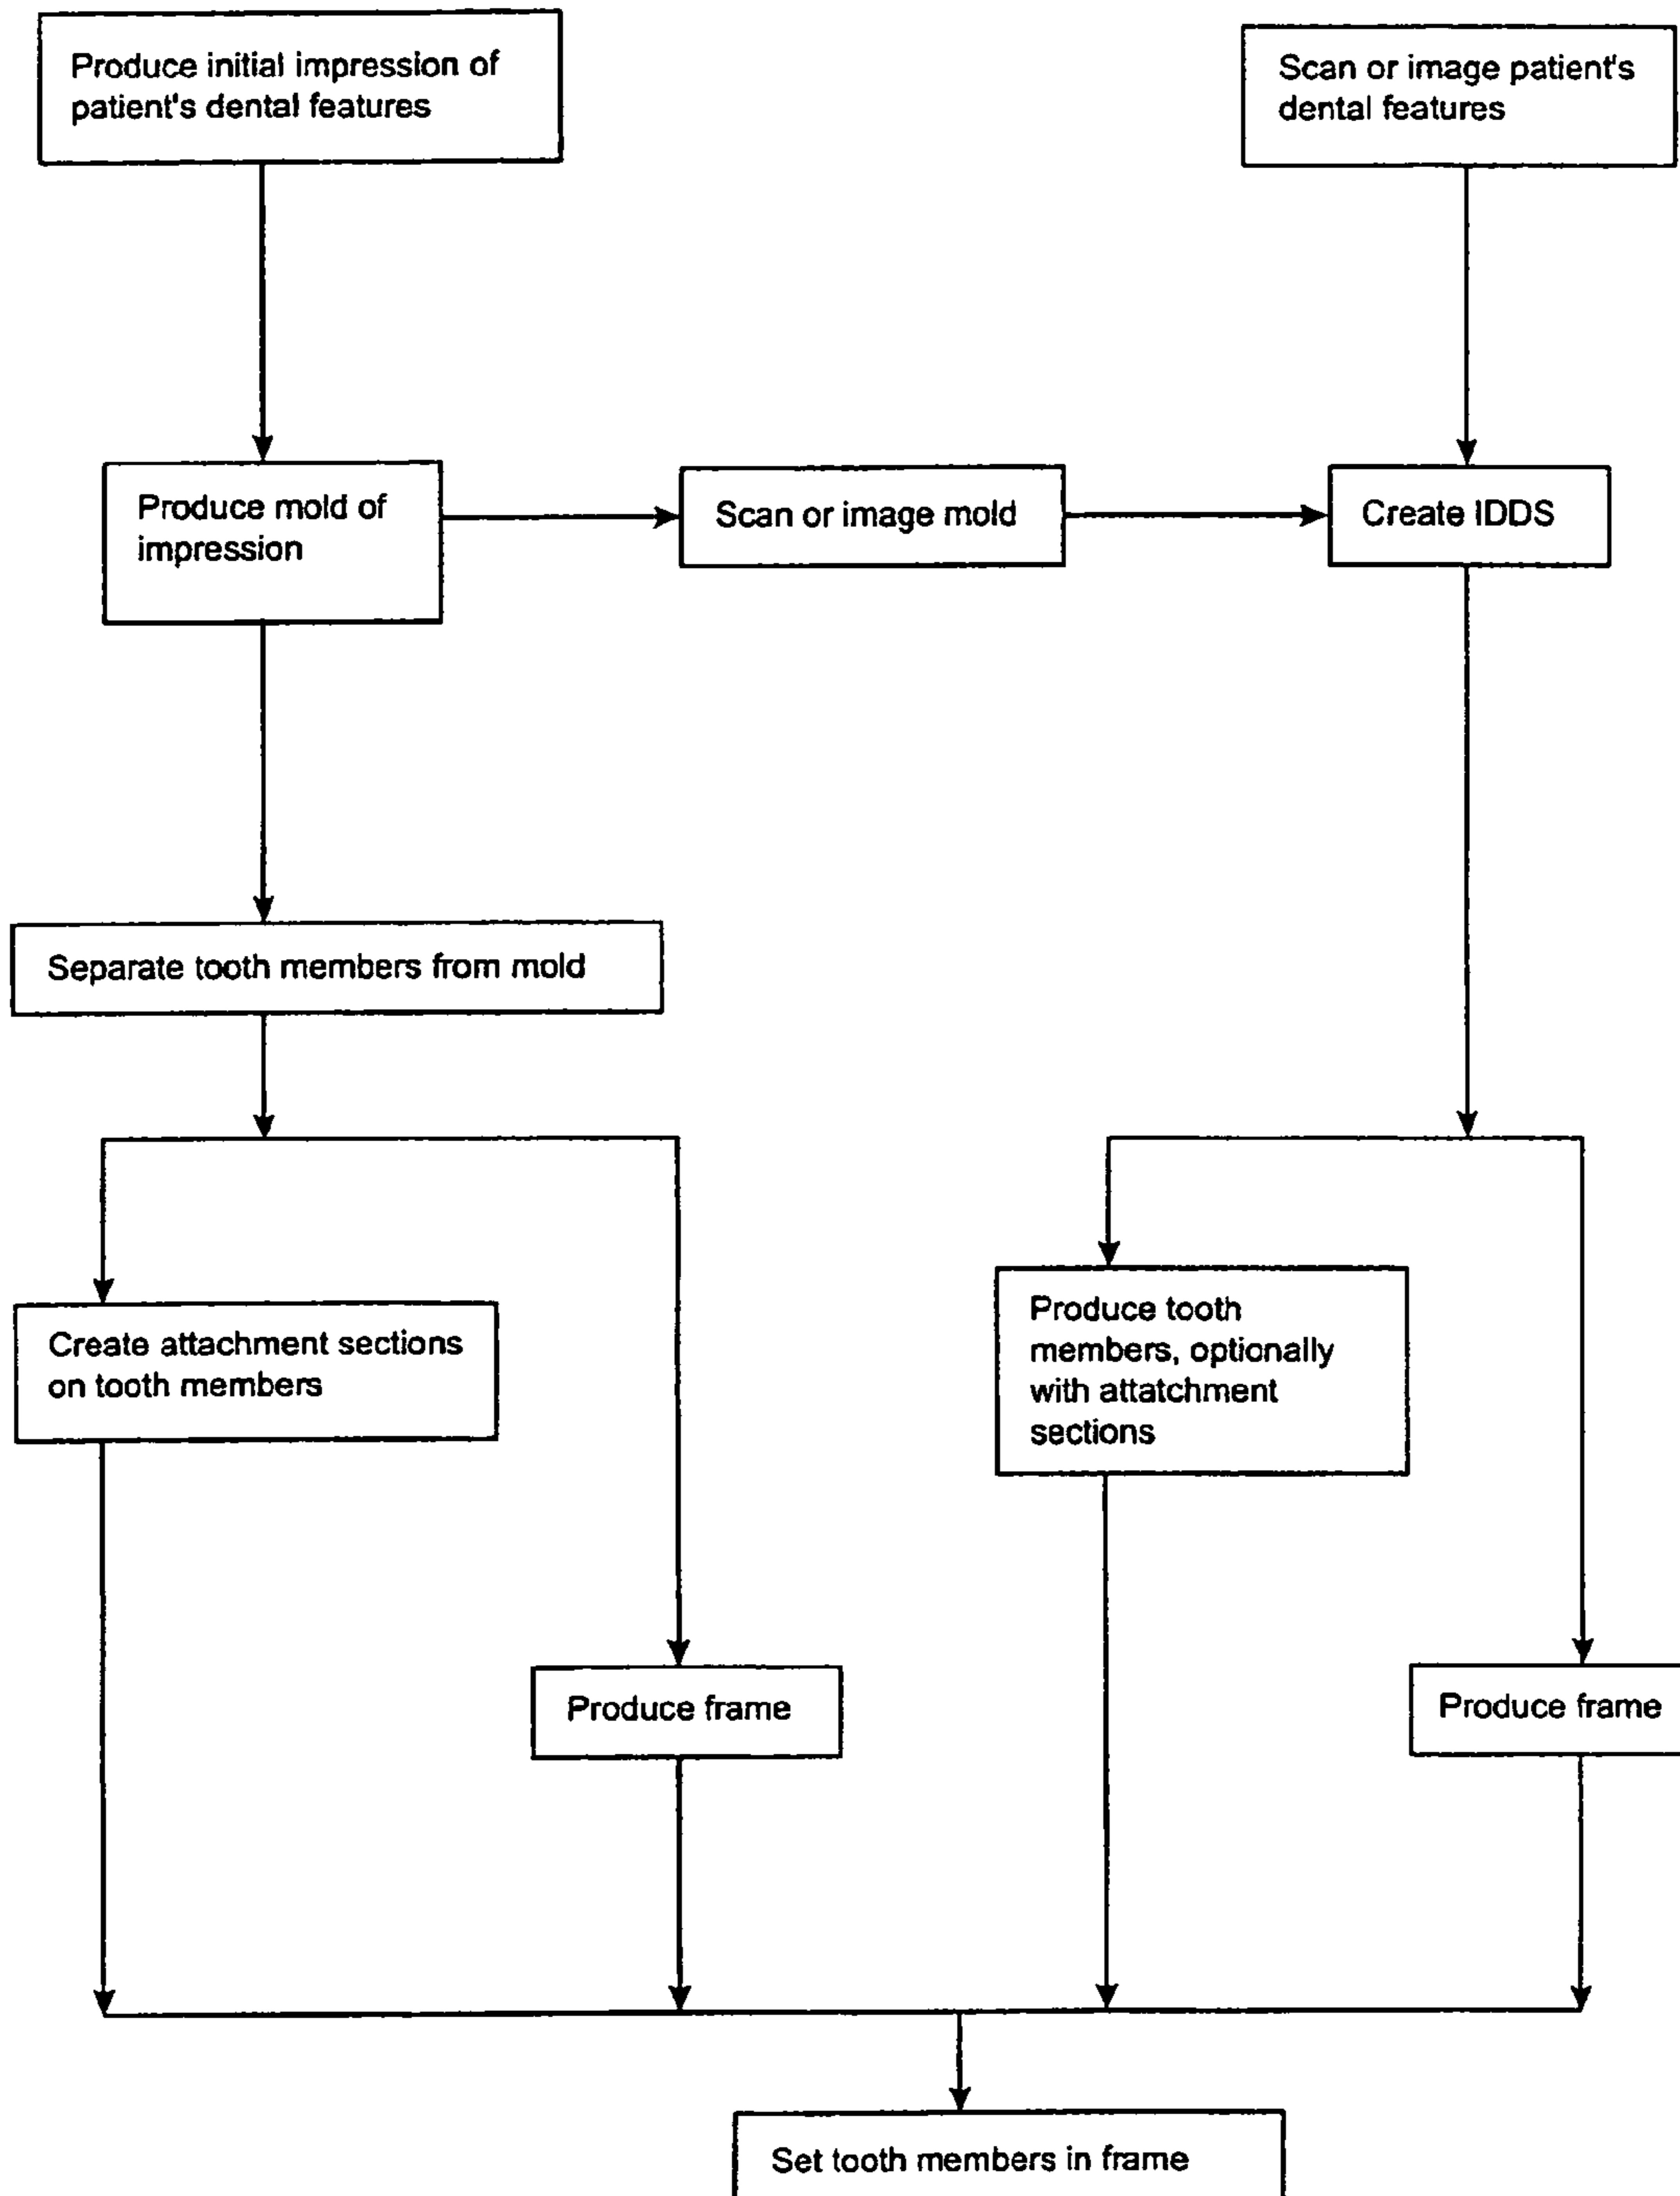 Produce initial impression of
patient's dental features
Scan or image patient's
dental features
Produce mold of
impression
Scan or image mold
Create IDDS
Separate tooth members from mold
Create attachment sections
on tooth members
Produce tooth
members, optionally
with attatchment
sections
Produce frame
Produce frame
Set tooth members in frame